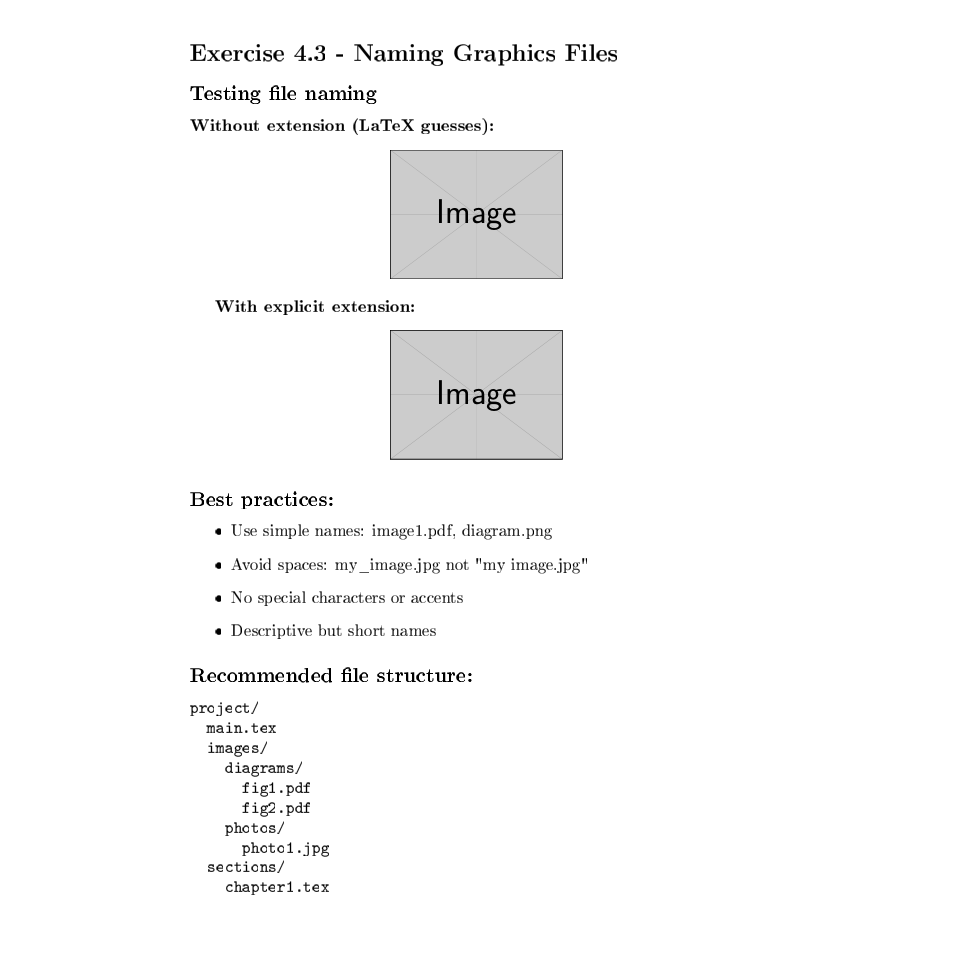 Exercise 4.3 - Naming Graphics Files
Testing file naming
Without extension (LaTeX guesses):
Image
With explicit extension:
Image
Best practices:
• Use simple names: image1.pdf, diagram.png
• Avoid spaces: my_image.jpg not "my image.jpg"
• No special characters or accents
• Descriptive but short names
Recommended file structure:
project/
  main.tex
  images/
    diagrams/
      fig1.pdf
      fig2.pdf
    photos/
      photo1.jpg
  sections/
    chapter1.tex